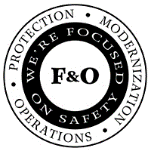 PROTECTION • MODERNIZATION • OPERATIONS •
WE'RE FOCUSED ON SAFETY
F&O